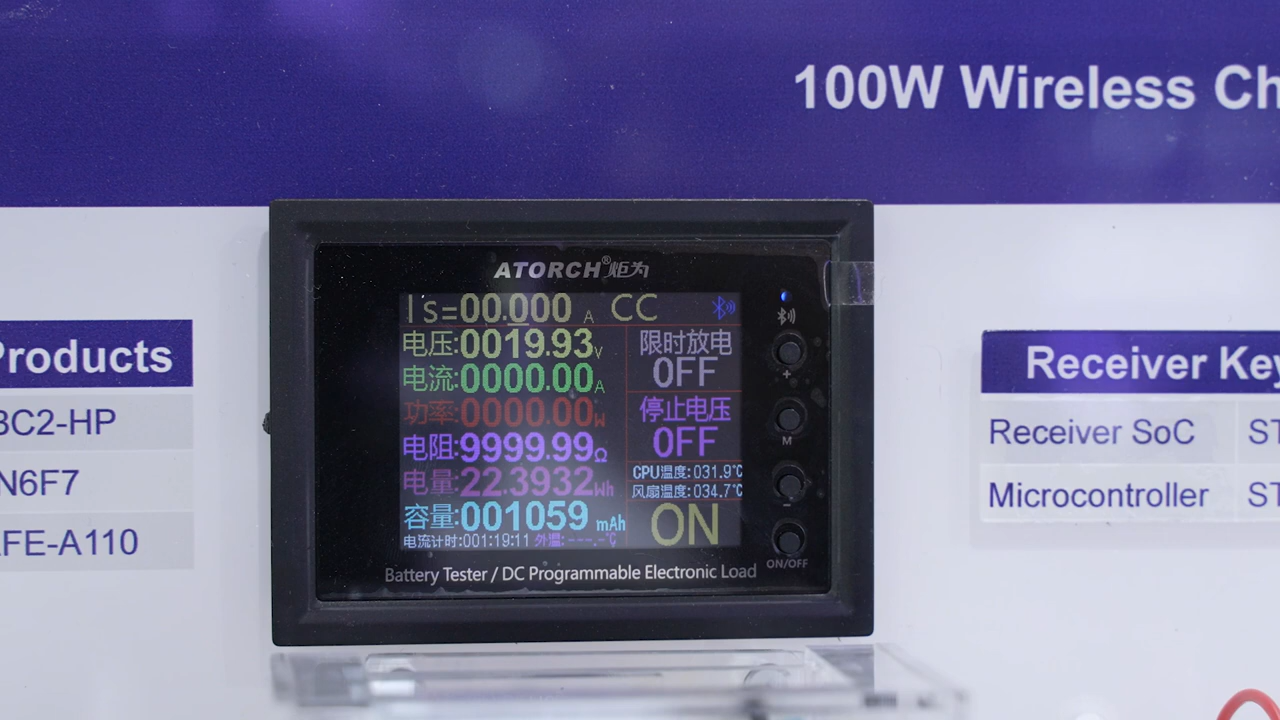 100W Wireless Ch
Products
3C2-HP
N6F7
FE-A110
ATORCH®炬为
Is=00.000 A CC
电压:0019.93V
电流:0000.00A
功率:0000.00W
电阻:9999.99Ω
电量:22.3932Wh
容量:001059 mAh
电流计时:001:19:11 外温:---.-℃
限时放电
OFF
停止电压
OFF
CPU温度:031.9℃
风扇温度:034.7℃
ON
+
M
-
ON/OFF
Battery Tester / DC Programmable Electronic Load
Receiver Key
Receiver SoC ST
Microcontroller ST